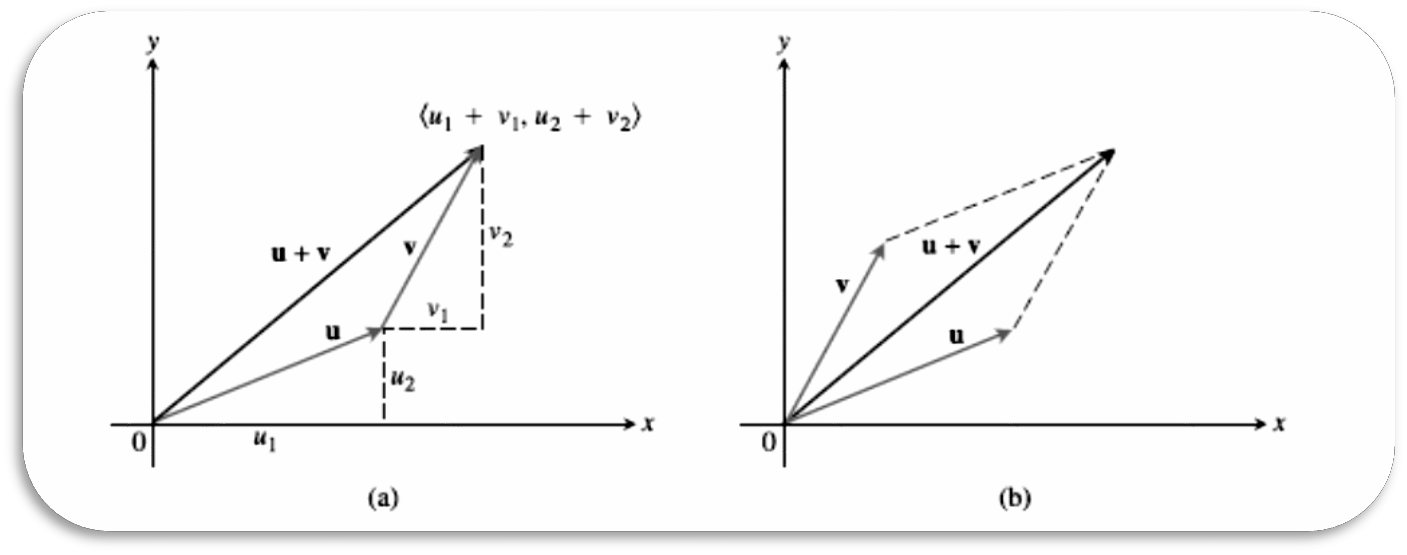 y
⟨u₁ + v₁, u₂ + v₂⟩
u + v
v
v₂
v₁
u
u₂
x
0
u₁
(a)
y
u + v
v
u
x
0
(b)